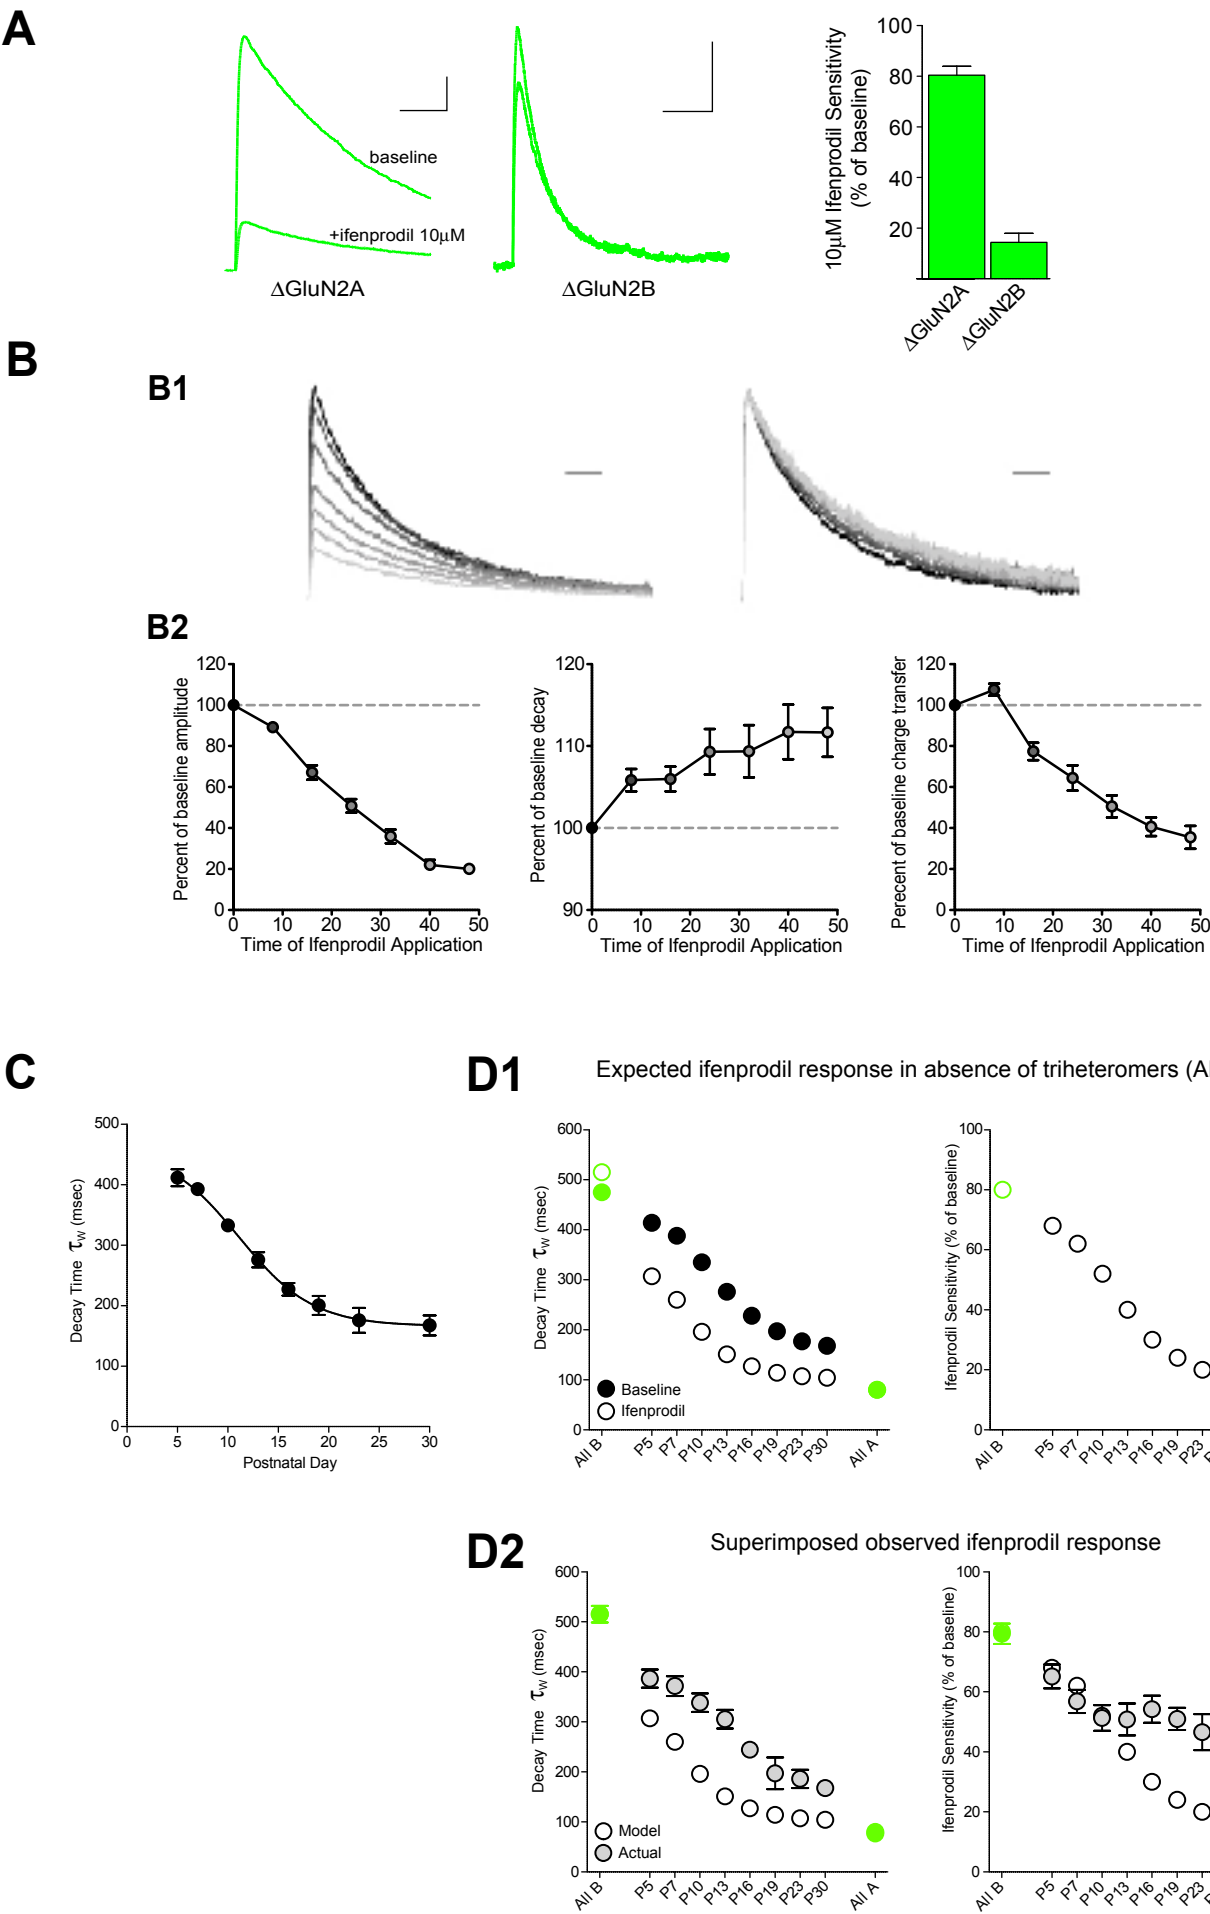 A
baseline
+ifenprodil 10μM
ΔGluN2A
ΔGluN2B
10μM Ifenprodil Sensitivity
(% of baseline)
100
80
60
40
20
ΔGluN2A
ΔGluN2B
B
B1
B2
Percent of baseline amplitude
120
100
80
60
40
20
0
0 10 20 30 40 50
Time of Ifenprodil Application
Percent of baseline decay
120
110
100
90
0 10 20 30 40 50
Time of Ifenprodil Application
Perecent of baseline charge transfer
120
100
80
60
40
20
0
0 10 20 30 40 50
Time of Ifenprodil Application
C
Decay Time τw (msec)
500
400
300
200
100
0
0 5 10 15 20 25 30
Postnatal Day
D1
Expected ifenprodil response in absence of triheteromers (Al
Decay Time τw (msec)
600
500
400
300
200
100
0
Baseline
Ifenprodil
All B P5 P7 P10 P13 P16 P19 P23 P30 All A
Ifenprodil Sensitivity (% of baseline)
100
80
60
40
20
0
All B P5 P7 P10 P13 P16 P19 P23
D2
Superimposed observed ifenprodil response
Decay Time τw (msec)
600
500
400
300
200
100
0
Model
Actual
All B P5 P7 P10 P13 P16 P19 P23 P30 All A
Ifenprodil Sensitivity (% of baseline)
100
80
60
40
20
0
All B P5 P7 P10 P13 P16 P19 P23